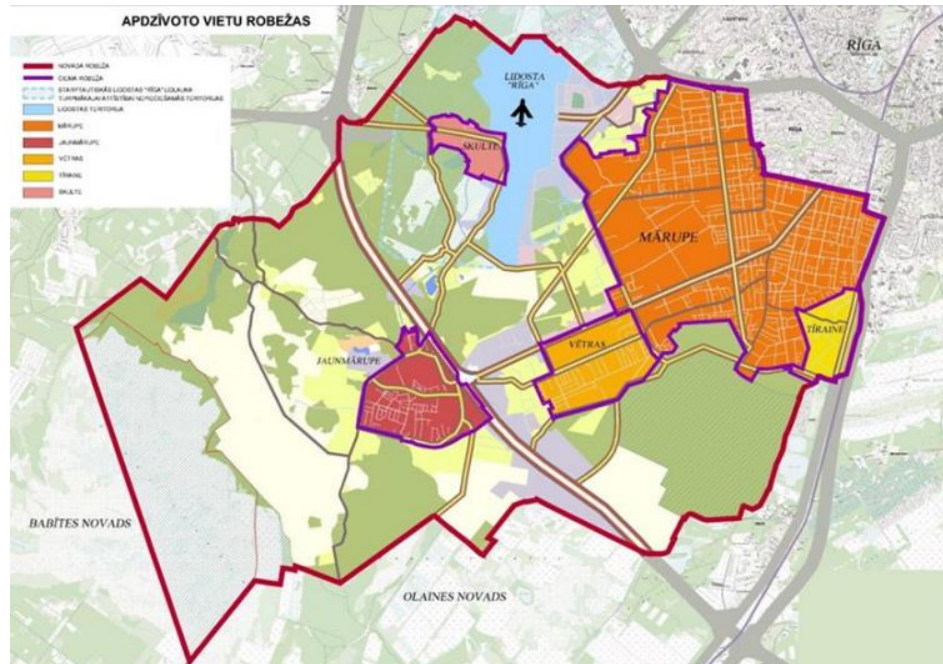 APDZĪVOTO VIETU ROBEŽAS
NOVADA ROBEŽA
CIEMA ROBEŽA
LIDOSTAS TERITORIJA
MĀRUPE
JAUNMĀRUPE
VĒTRAS
TĪRAINE
SKULTE
RĪGA
LIDOSTA
"RĪGA"
SKULTE
MĀRUPE
TĪRAINE
VĒTRAS
JAUNMĀRUPE
BABĪTES NOVADS
OLAINES NOVADS